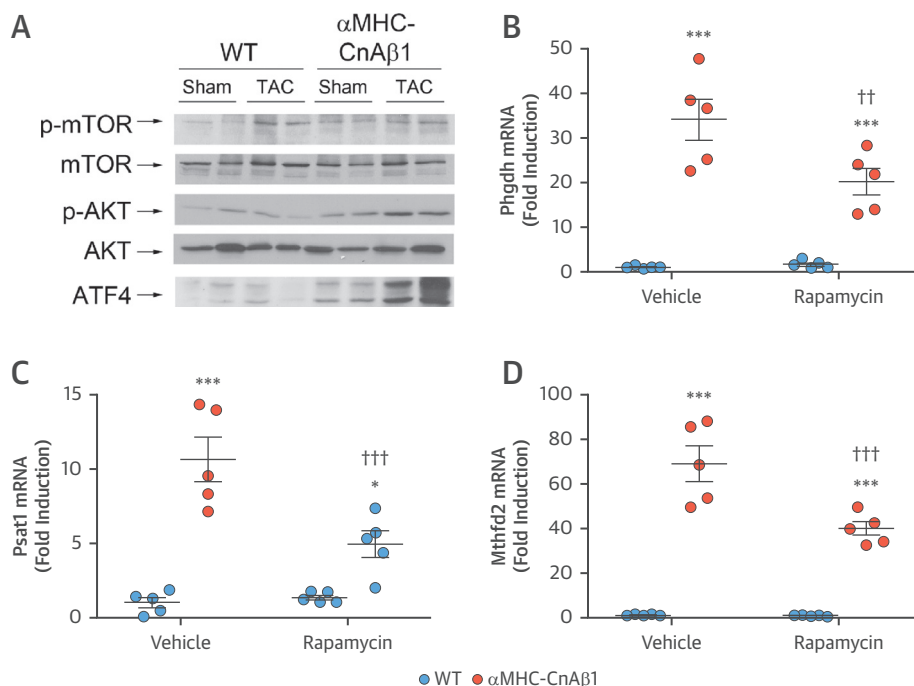 A
αMHC-
CnAβ1
WT
Sham TAC Sham TAC
p-mTOR
mTOR
p-AKT
AKT
ATF4
B
50
40
30
20
10
0
Phgdh mRNA
(Fold Induction)
***
††
***
Vehicle Rapamycin
C
15
10
5
0
Psat1 mRNA
(Fold Induction)
***
†††
*
Vehicle Rapamycin
D
100
80
60
40
20
0
Mthfd2 mRNA
(Fold Induction)
***
†††
***
Vehicle Rapamycin
WT αMHC-CnAβ1